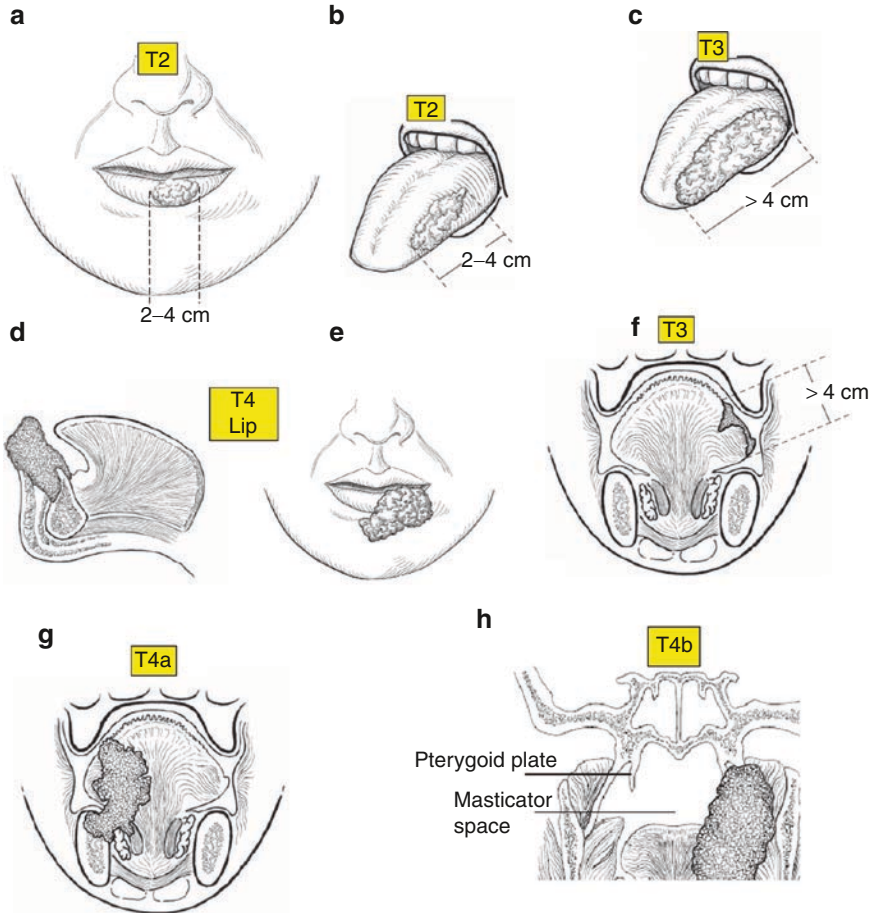 a
T2
2–4 cm
b
T2
2–4 cm
c
T3
> 4 cm
d
T4
Lip
e
f
T3
> 4 cm
g
T4a
h
T4b
Pterygoid plate
Masticator
space